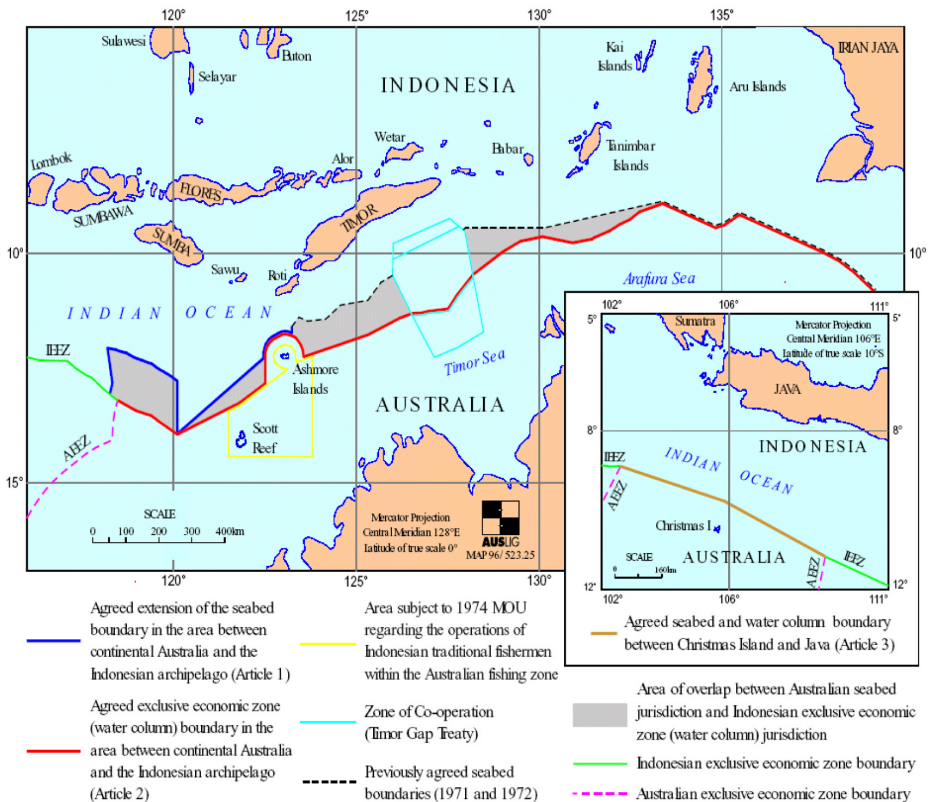 120°
125°
130°
135°
Sulawesi
Buton
Selayar
INDONESIA
Kai
Islands
Aru Islands
IRIAN JAYA
Wetar
Babar
Tanimbar
Islands
Alor
Lombok
FLORES
SUMBAWA
TIMOR
SUMBA
10°
10°
Sawu
Roti
Arafura Sea
INDIAN OCEAN
IEEZ
Timor Sea
Ashmore
Islands
AUSTRALIA
Scott
Reef
AEEZ
15°
SCALE
0 100 200 300 400km
Mercator Projection
Central Meridian 128°E
Latitude of true scale 0°
AUSLIG
MAP 96/523.25
120°
125°
130°
102°
106°
111°
5°
5°
Sumatra
Mercator Projection
Central Meridian 106°E
Latitude of true scale 10°S
JAVA
8°
8°
INDONESIA
INDIAN OCEAN
IEEZ
AEEZ
Christmas I
AUSTRALIA
IEEZ
AEEZ
SCALE
0 160km
12°
12°
102°
106°
111°
Agreed seabed and water column boundary
between Christmas Island and Java (Article 3)
Agreed extension of the seabed
boundary in the area between
continental Australia and the
Indonesian archipelago (Article 1)
Agreed exclusive economic zone
(water column) boundary in the
area between continental Australia
and the Indonesian archipelago
(Article 2)
Area subject to 1974 MOU
regarding the operations of
Indonesian traditional fishermen
within the Australian fishing zone
Zone of Co-operation
(Timor Gap Treaty)
Previously agreed seabed
boundaries (1971 and 1972)
Area of overlap between Australian seabed
jurisdiction and Indonesian exclusive economic
zone (water column) jurisdiction
Indonesian exclusive economic zone boundary
Australian exclusive economic zone boundary